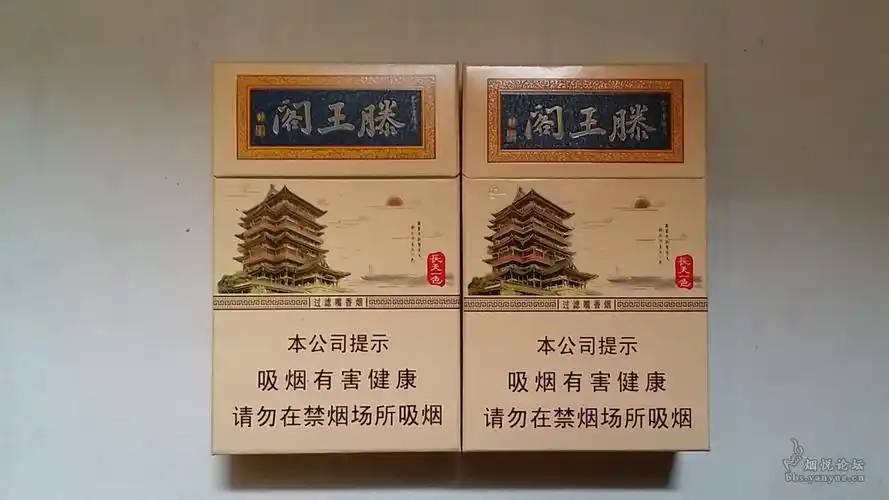 滕王阁
長天一色
过滤嘴香烟
本公司提示
吸烟有害健康
请勿在禁烟场所吸烟
滕王阁
長天一色
过滤嘴香烟
本公司提示
吸烟有害健康
请勿在禁烟场所吸烟
烟悦论坛
bbs.yanyue.cn